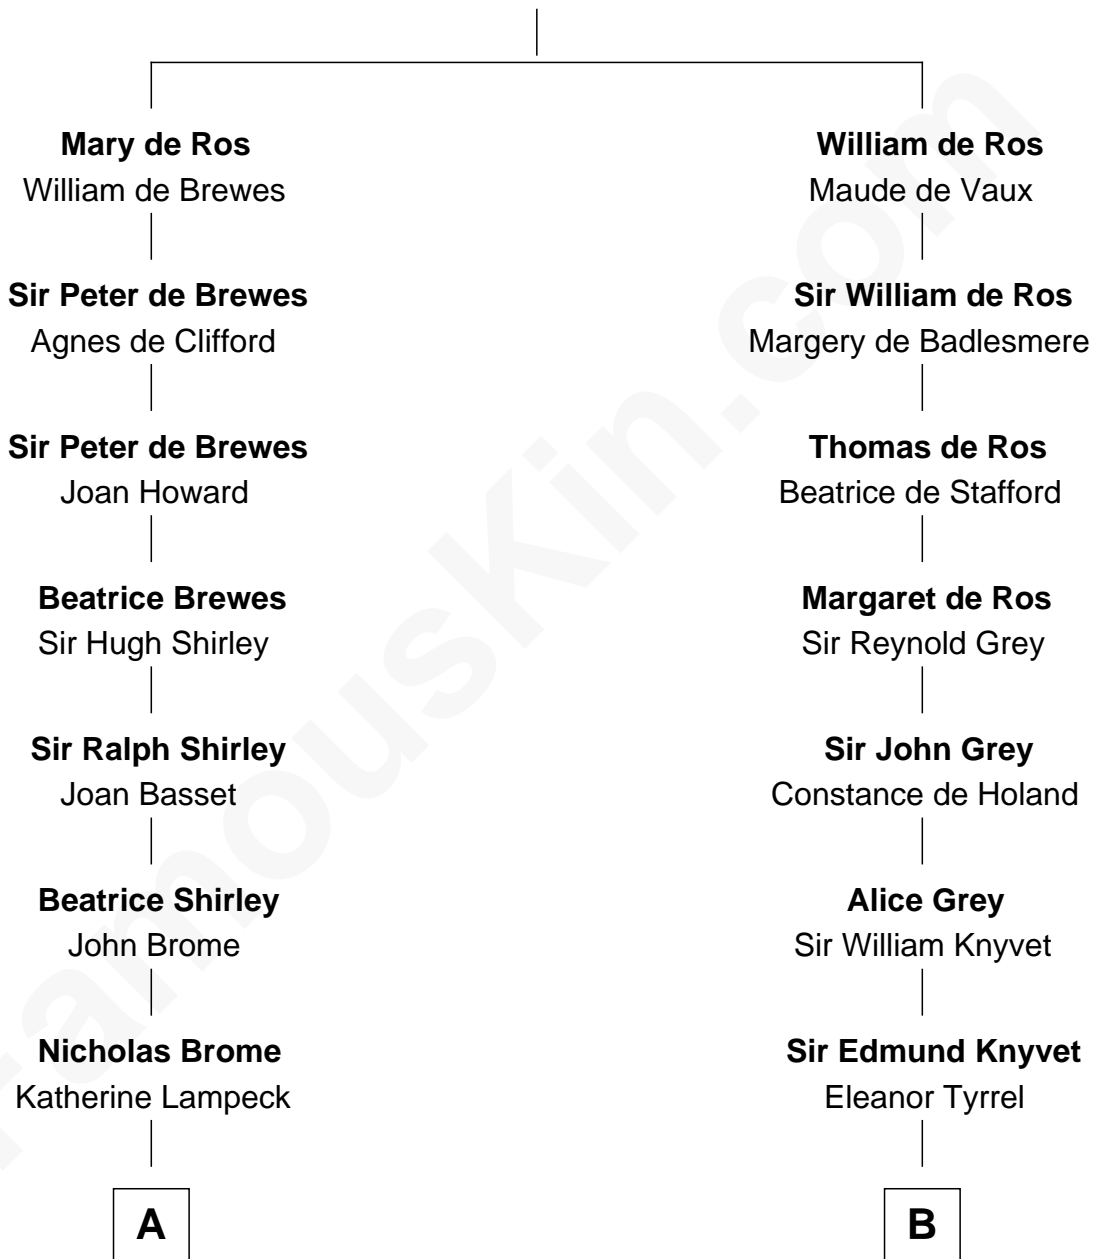 Mary de Ros
William de Brewes
Sir Peter de Brewes
Agnes de Clifford
Sir Peter de Brewes
Joan Howard
Beatrice Brewes
Sir Hugh Shirley
Sir Ralph Shirley
Joan Basset
Beatrice Shirley
John Brome
Nicholas Brome
Katherine Lampeck
A
William de Ros
Maude de Vaux
Sir William de Ros
Margery de Badlesmere
Thomas de Ros
Beatrice de Stafford
Margaret de Ros
Sir Reynold Grey
Sir John Grey
Constance de Holand
Alice Grey
Sir William Knyvet
Sir Edmund Knyvet
Eleanor Tyrrel
B
FamousKin.com